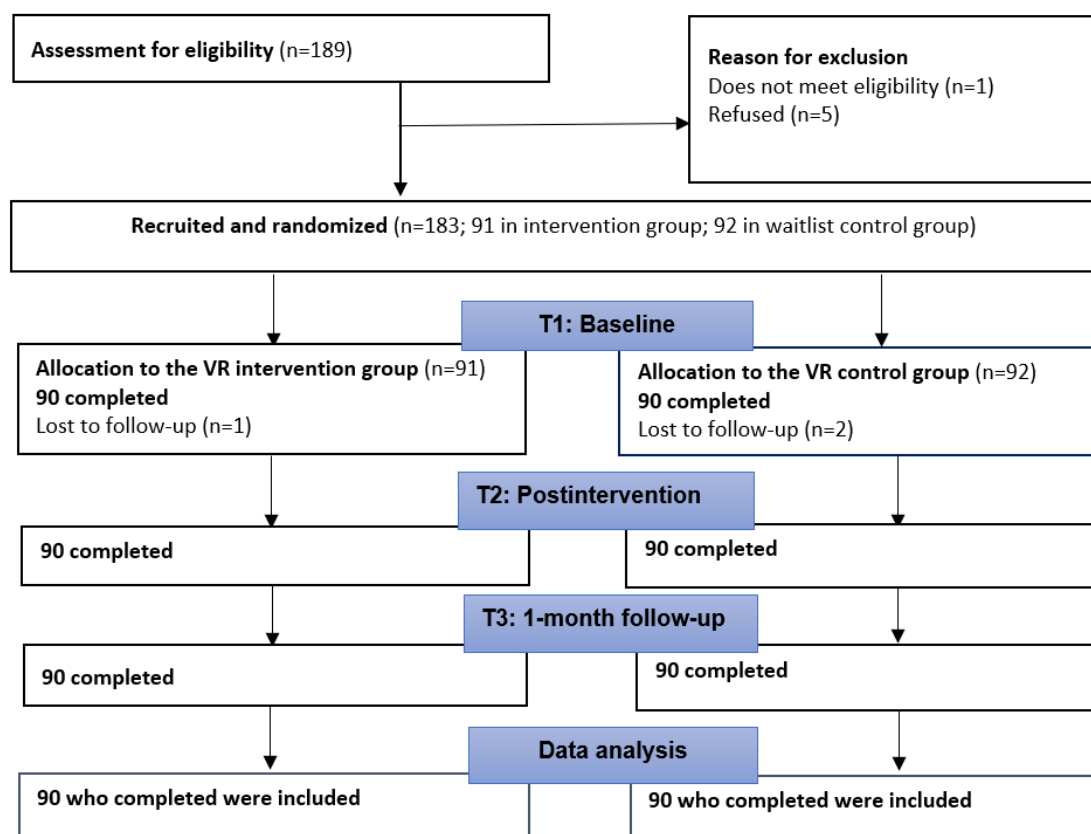 Assessment for eligibility (n=189)
Reason for exclusion
Does not meet eligibility (n=1)
Refused (n=5)
Recruited and randomized (n=183; 91 in intervention group; 92 in waitlist control group)
T1: Baseline
Allocation to the VR intervention group (n=91)
90 completed
Lost to follow-up (n=1)
Allocation to the VR control group (n=92)
90 completed
Lost to follow-up (n=2)
T2: Postintervention
90 completed
90 completed
T3: 1-month follow-up
90 completed
90 completed
Data analysis
90 who completed were included
90 who completed were included